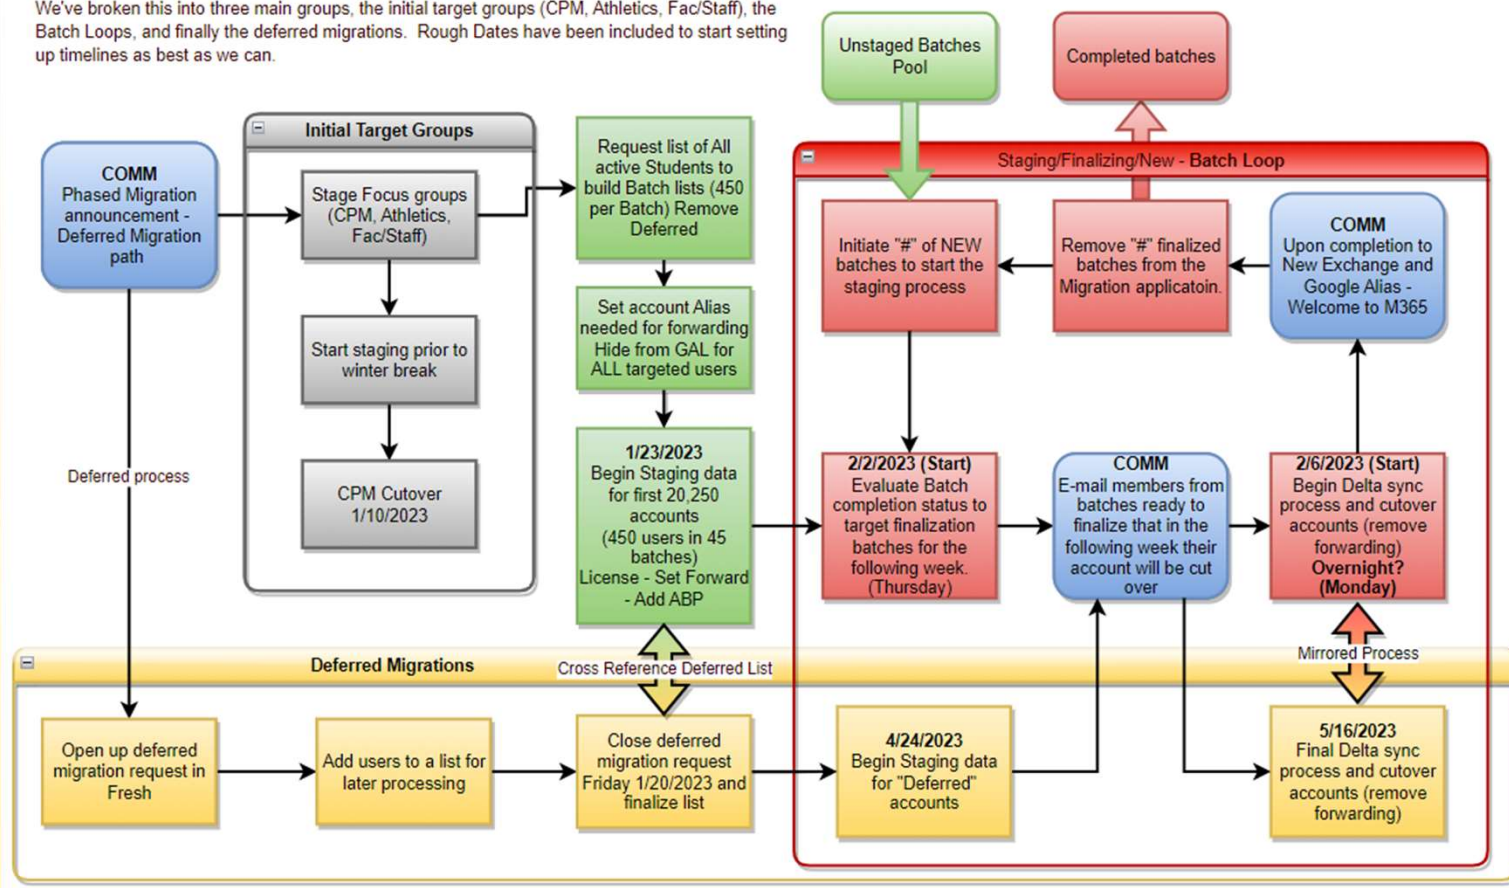 We've broken this into three main groups, the initial target groups (CPM, Athletics, Fac/Staff), the
Batch Loops, and finally the deferred migrations.  Rough Dates have been included to start setting
up timelines as best as we can.
Unstaged Batches
Pool
Completed batches
COMM
Phased Migration
announcement -
Deferred Migration
path
Initial Target Groups
Stage Focus groups
(CPM, Athletics,
Fac/Staff)
Start staging prior to
winter break
CPM Cutover
1/10/2023
Request list of All
active Students to
build Batch lists (450
per Batch) Remove
Deferred
Set account Alias
needed for forwarding
Hide from GAL for
ALL targeted users
1/23/2023
Begin Staging data
for first 20,250
accounts
(450 users in 45
batches)
License - Set Forward
- Add ABP
Staging/Finalizing/New - Batch Loop
Initiate "#" of NEW
batches to start the
staging process
Remove "#" finalized
batches from the
Migration applicatoin.
COMM
Upon completion to
New Exchange and
Google Alias -
Welcome to M365
2/2/2023 (Start)
Evaluate Batch
completion status to
target finalization
batches for the
following week.
(Thursday)
COMM
E-mail members from
batches ready to
finalize that in the
following week their
account will be cut
over
2/6/2023 (Start)
Begin Delta sync
process and cutover
accounts (remove
forwarding)
Overnight?
(Monday)
Deferred process
Deferred Migrations
Cross Reference Deferred List
Mirrored Process
Open up deferred
migration request in
Fresh
Add users to a list for
later processing
Close deferred
migration request
Friday 1/20/2023 and
finalize list
4/24/2023
Begin Staging data
for "Deferred"
accounts
5/16/2023
Final Delta sync
process and cutover
accounts (remove
forwarding)